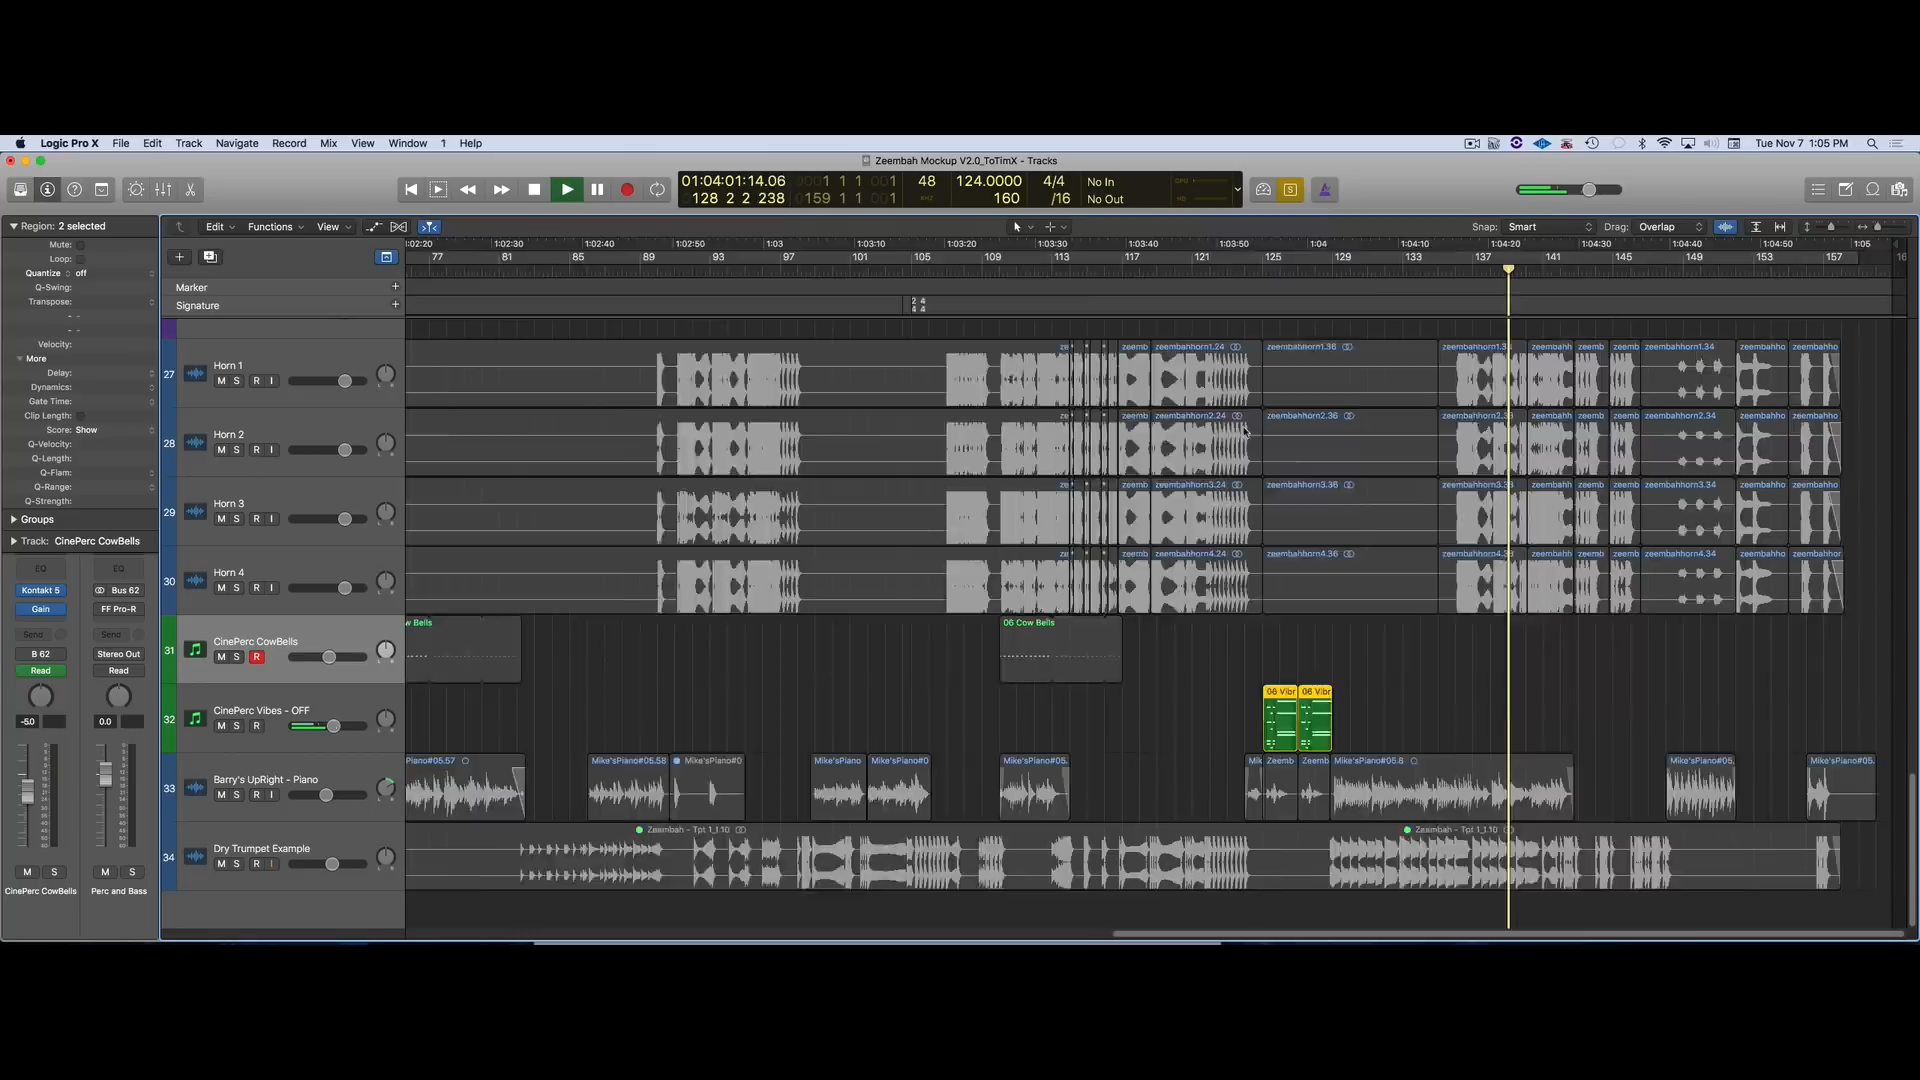 Logic Pro X File Edit Track Navigate Record Mix View Window 1 Help Tue Nov 7 1:05 PM
Zeembah Mockup V2.0_ToTimX - Tracks
01:04:01:14.06 0001 1 1 001 48 124.0000 4/4 No In
128 2 2 238 0159 1 1 001 KHZ 160 /16 No Out
CPU
HD
Region: 2 selected
Edit Functions View Snap: Smart Drag: Overlap
Mute:
Loop:
Quantize off
Q-Swing:
Transpose:
Velocity:
More
Delay:
Dynamics:
Gate Time:
Clip Length:
Score: Show
Q-Velocity:
Q-Length:
Q-Flam:
Q-Range:
Q-Strength:
Groups
Track: CinePerc CowBells
EQ EQ
Kontakt 5 Bus 62
Gain FF Pro-R
Send Send
B 62 Stereo Out
Read Read
-5.0 0.0
M S M S
CinePerc CowBells Perc and Bass
1:02:20 1:02:30 1:02:40 1:02:50 1:03 1:03:10 1:03:20 1:03:30 1:03:40 1:03:50 1:04 1:04:10 1:04:20 1:04:30 1:04:40 1:04:50 1:05
77 81 85 89 93 97 101 105 109 113 117 121 125 129 133 137 141 145 149 153 157 16
Marker
Signature
2 4
4 4
27 Horn 1
M S R I
zeemb zeembahhorn1.24 zeembahhorn1.36 zeembahhorn1.3 zeembahh zeemb zeemb zeembahhorn1.34 zeembahho zeembahho
28 Horn 2
M S R I
zeemb zeembahhorn2.24 zeembahhorn2.36 zeembahhorn2.3 zeembahh zeemb zeemb zeembahhorn2.34 zeembahho zeembahho
29 Horn 3
M S R I
zeemb zeembahhorn3.24 zeembahhorn3.36 zeembahhorn3.3 zeembahh zeemb zeemb zeembahhorn3.34 zeembahho zeembahho
30 Horn 4
M S R I
zeemb zeembahhorn4.24 zeembahhorn4.36 zeembahhorn4.3 zeembahh zeemb zeemb zeembahhorn4.34 zeembahho zeembahhor
31 CinePerc CowBells
M S R
w Bells 06 Cow Bells
32 CinePerc Vibes - OFF
M S R
06 Vibr 06 Vibr
33 Barry's UpRight - Piano
M S R I
Piano#05.57 Mike'sPiano#05.58 Mike'sPiano#0 Mike'sPiano Mike'sPiano#0 Mike'sPiano#05. Mik Zeemb Zeemb Mike'sPiano#05.8 Mike'sPiano#05. Mike'sPiano#05.
34 Dry Trumpet Example
M S R I
Zeembah - Tpt 1_1.10 Zeembah - Tpt 1_1.10